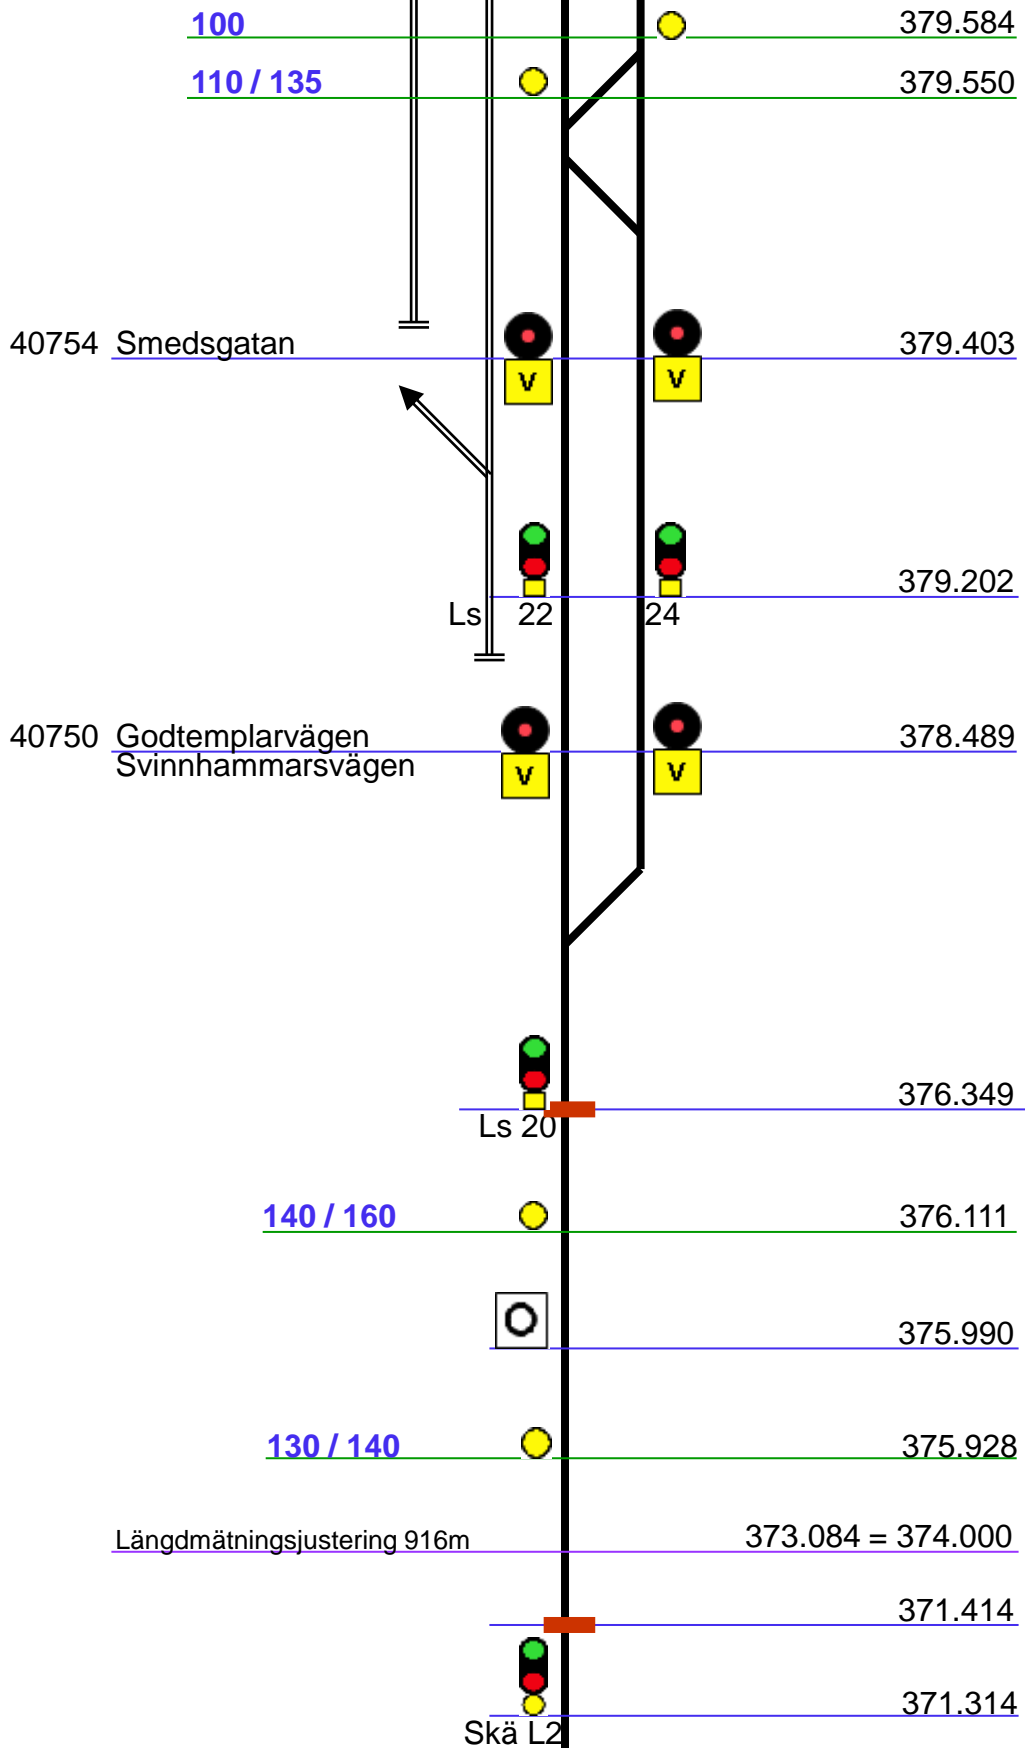 100 379.584
110 / 135 379.550
40754 Smedsgatan 379.403
V V
379.202
Ls 22 24
40750 Godtemplarvägen 378.489
Svinnhammarsvägen
V V
376.349
Ls 20
140 / 160 376.111
O 375.990
130 / 140 375.928
Längdmätningsjustering 916m 373.084 = 374.000
371.414
371.314
Skä L2